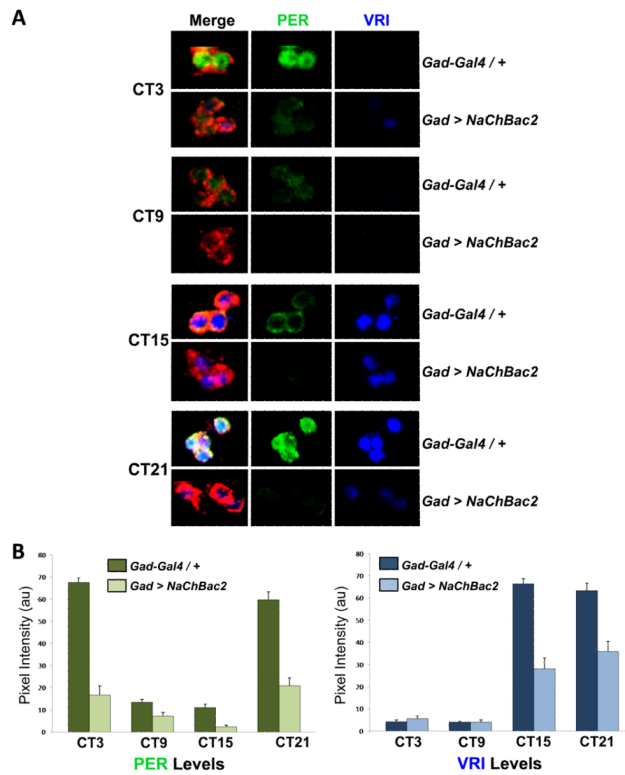 A
Merge PER VRI
CT3
Gad-Gal4 / +
Gad > NaChBac2
CT9
Gad-Gal4 / +
Gad > NaChBac2
CT15
Gad-Gal4 / +
Gad > NaChBac2
CT21
Gad-Gal4 / +
Gad > NaChBac2
B
Pixel Intensity (au)
80
70
60
50
40
30
20
10
0
Gad-Gal4 / +
Gad > NaChBac2
CT3 CT9 CT15 CT21
PER Levels
Pixel Intensity (au)
80
70
60
50
40
30
20
10
0
Gad-Gal4 / +
Gad > NaChBac2
CT3 CT9 CT15 CT21
VRI Levels